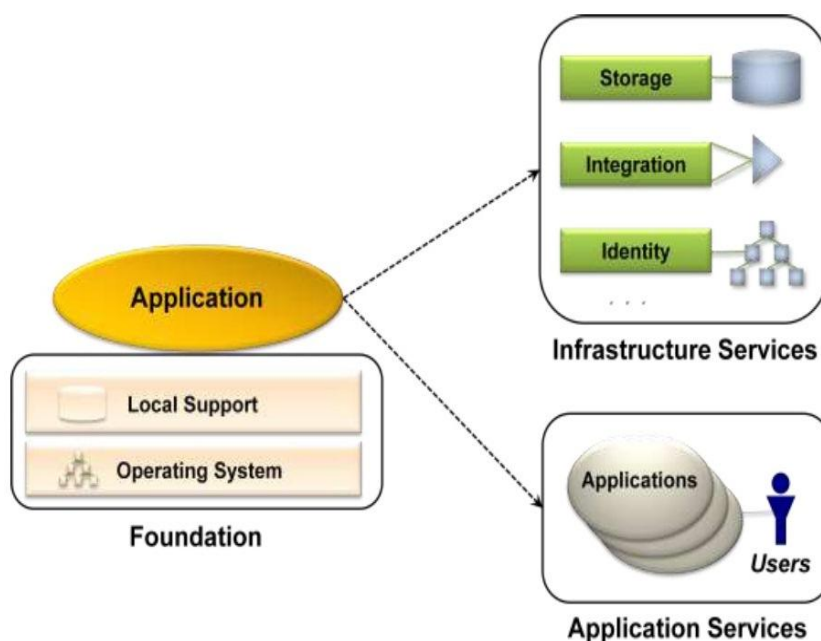 Storage
Integration
Identity
. . .
Infrastructure Services
Application
Local Support
Operating System
Foundation
Applications
Users
Application Services